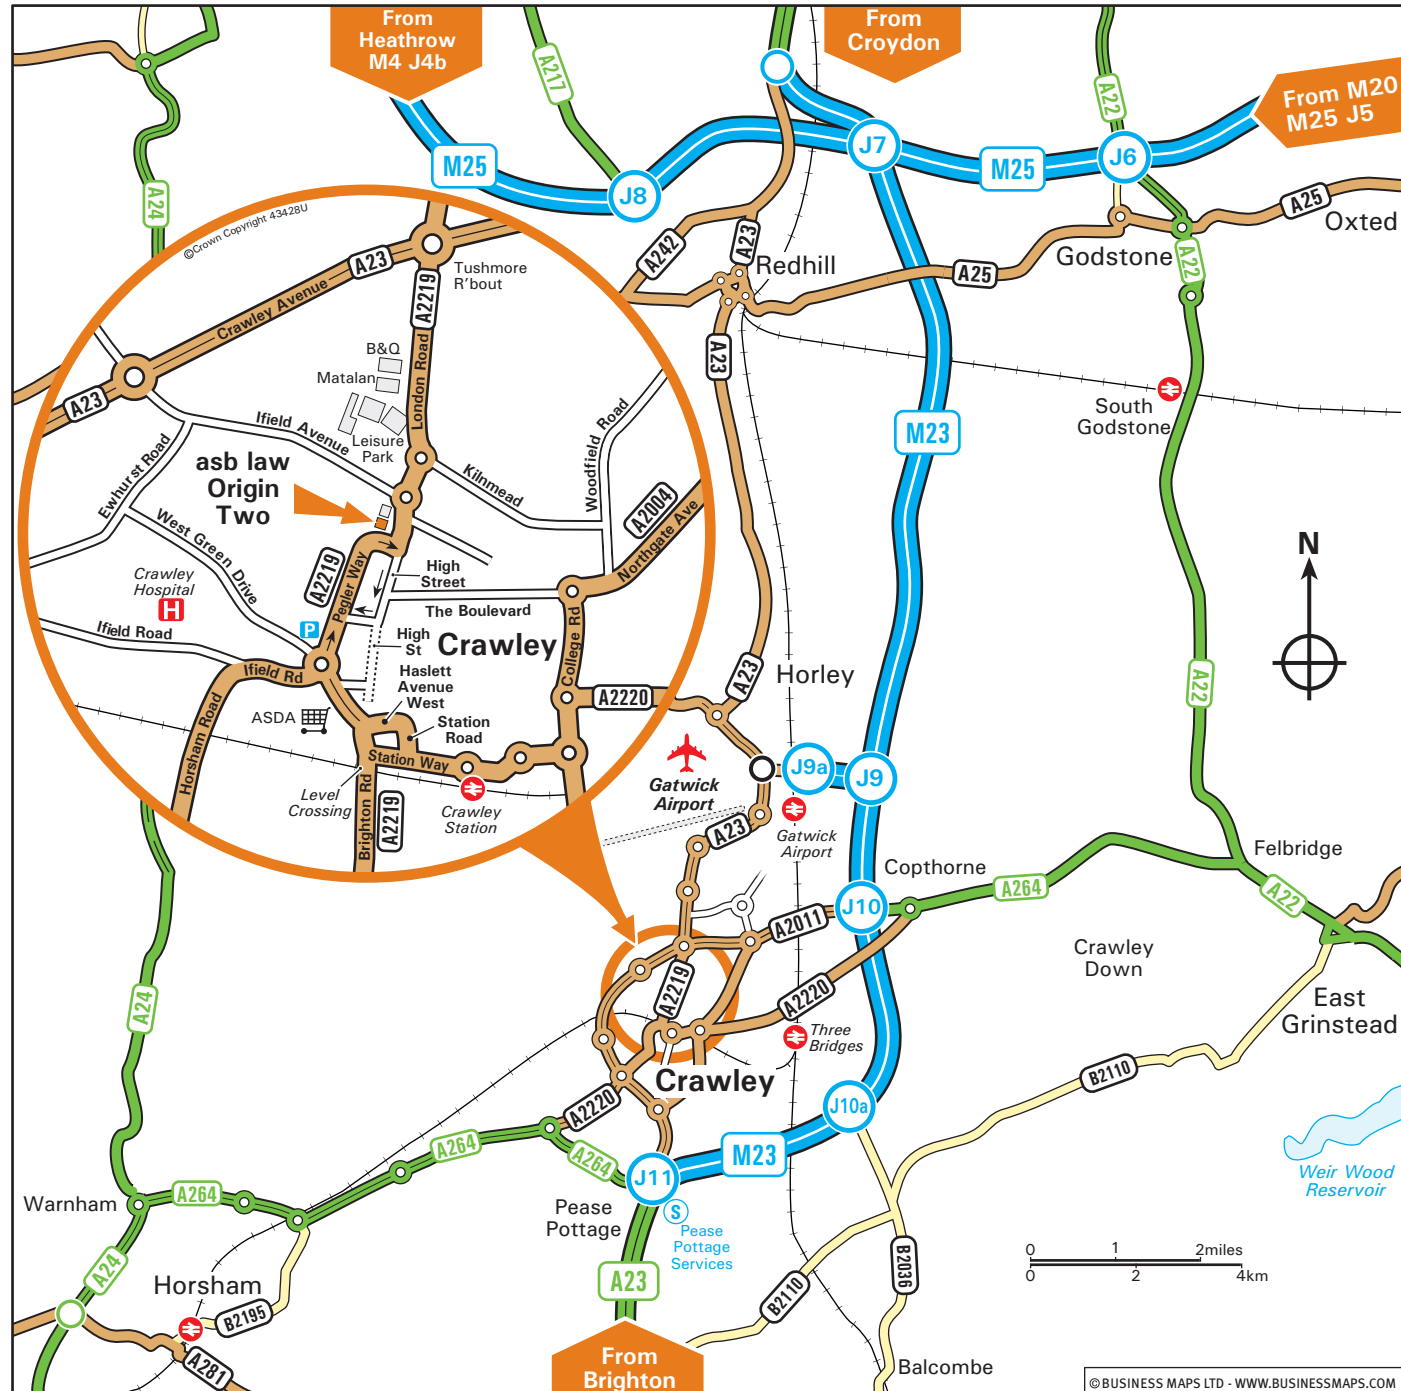 From
Heathrow
M4 J4b
From
Croydon
From M20
M25 J5
A217
A22
A24
M25
J8
J7
M25
J6
A25
Oxted
Godstone
A22
A242
A23
Redhill
A25
A23
©Crown Copyright 43428U
A23
Crawley Avenue
Tushmore
R'bout
A2219
London Road
B&Q
Matalan
Leisure
Park
A23
Ifield Avenue
Ewhurst Road
asb law
Origin
Two
Kilnmead
Woodfield Road
A2004
Northgate Ave
West Green Drive
Crawley
Hospital
H
A2219
Pegler Way
High
Street
The Boulevard
P
Ifield Road
High
St
Crawley
College Rd
Ifield Rd
Haslett
Avenue
West
Station
Road
ASDA
Horsham Road
Station Way
Level
Crossing
Brighton Rd
A2219
Crawley
Station
A2220
M23
South
Godstone
N
A23
Horley
A22
Gatwick
Airport
J9a
J9
Gatwick
Airport
A23
Copthorne
Felbridge
J10
A264
A22
A2011
Crawley
Down
A2219
A2220
East
Grinstead
Three
Bridges
Crawley
A24
B2110
J10a
A2220
M23
A264
A264
J11
Weir Wood
Reservoir
Warnham
A264
Pease
Pottage
S
Pease
Pottage
Services
A24
Horsham
B2195
A281
A23
B2036
B2110
0 1 2miles
0 2 4km
From
Brighton
Balcombe
©BUSINESS MAPS LTD - WWW.BUSINESSMAPS.COM